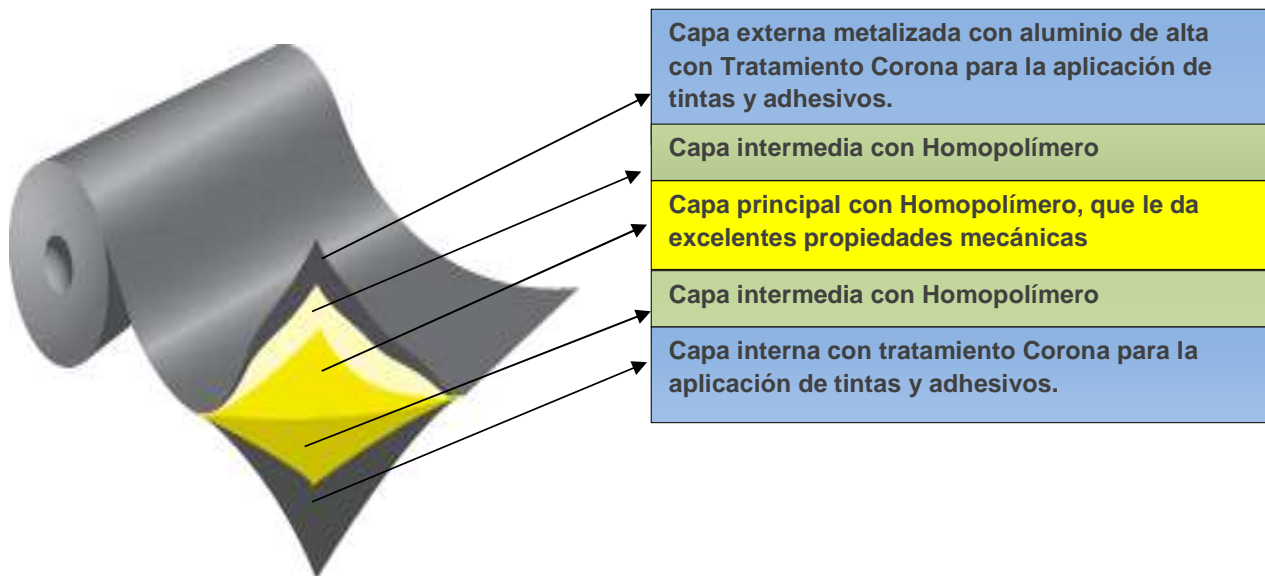 Capa externa metalizada con aluminio de alta
con Tratamiento Corona para la aplicación de
tintas y adhesivos.
Capa intermedia con Homopolímero
Capa principal con Homopolímero, que le da
excelentes propiedades mecánicas
Capa intermedia con Homopolímero
Capa interna con tratamiento Corona para la
aplicación de tintas y adhesivos.